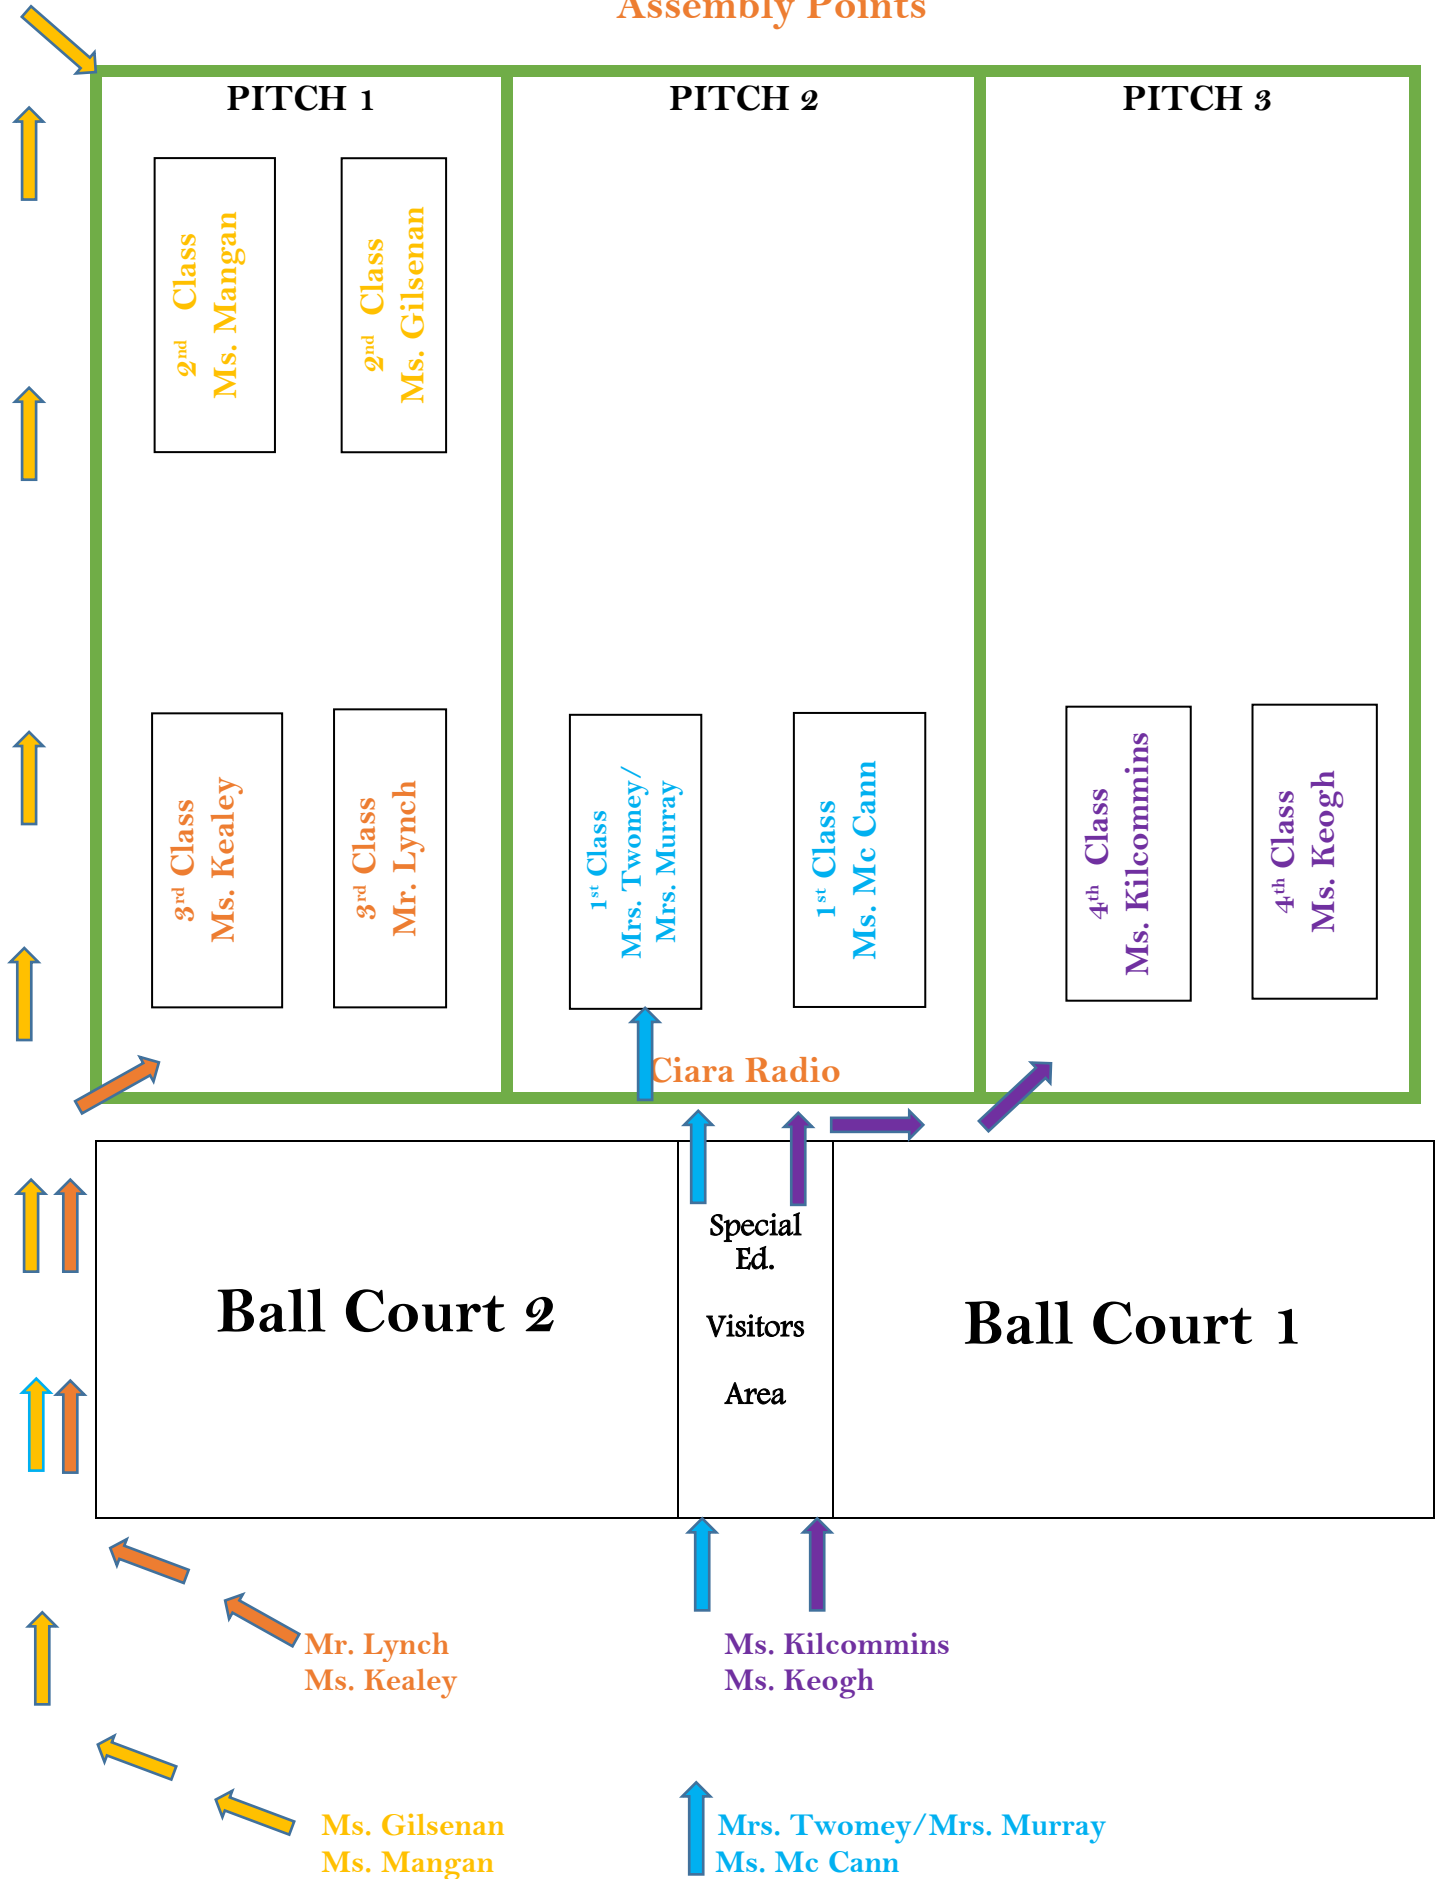 Assembly Points
PITCH 1
PITCH 2
PITCH 3
2nd Class
Ms. Mangan
2nd Class
Ms. Gilsenan
3rd Class
Ms. Kealey
3rd Class
Mr. Lynch
1st Class
Mrs. Twomey/
Mrs. Murray
1st Class
Ms. Mc Cann
4th Class
Ms. Kilcommins
4th Class
Ms. Keogh
Ciara Radio
Ball Court 2
Special
Ed.
Visitors
Area
Ball Court 1
Mr. Lynch
Ms. Kealey
Ms. Kilcommins
Ms. Keogh
Ms. Gilsenan
Ms. Mangan
Mrs. Twomey/Mrs. Murray
Ms. Mc Cann